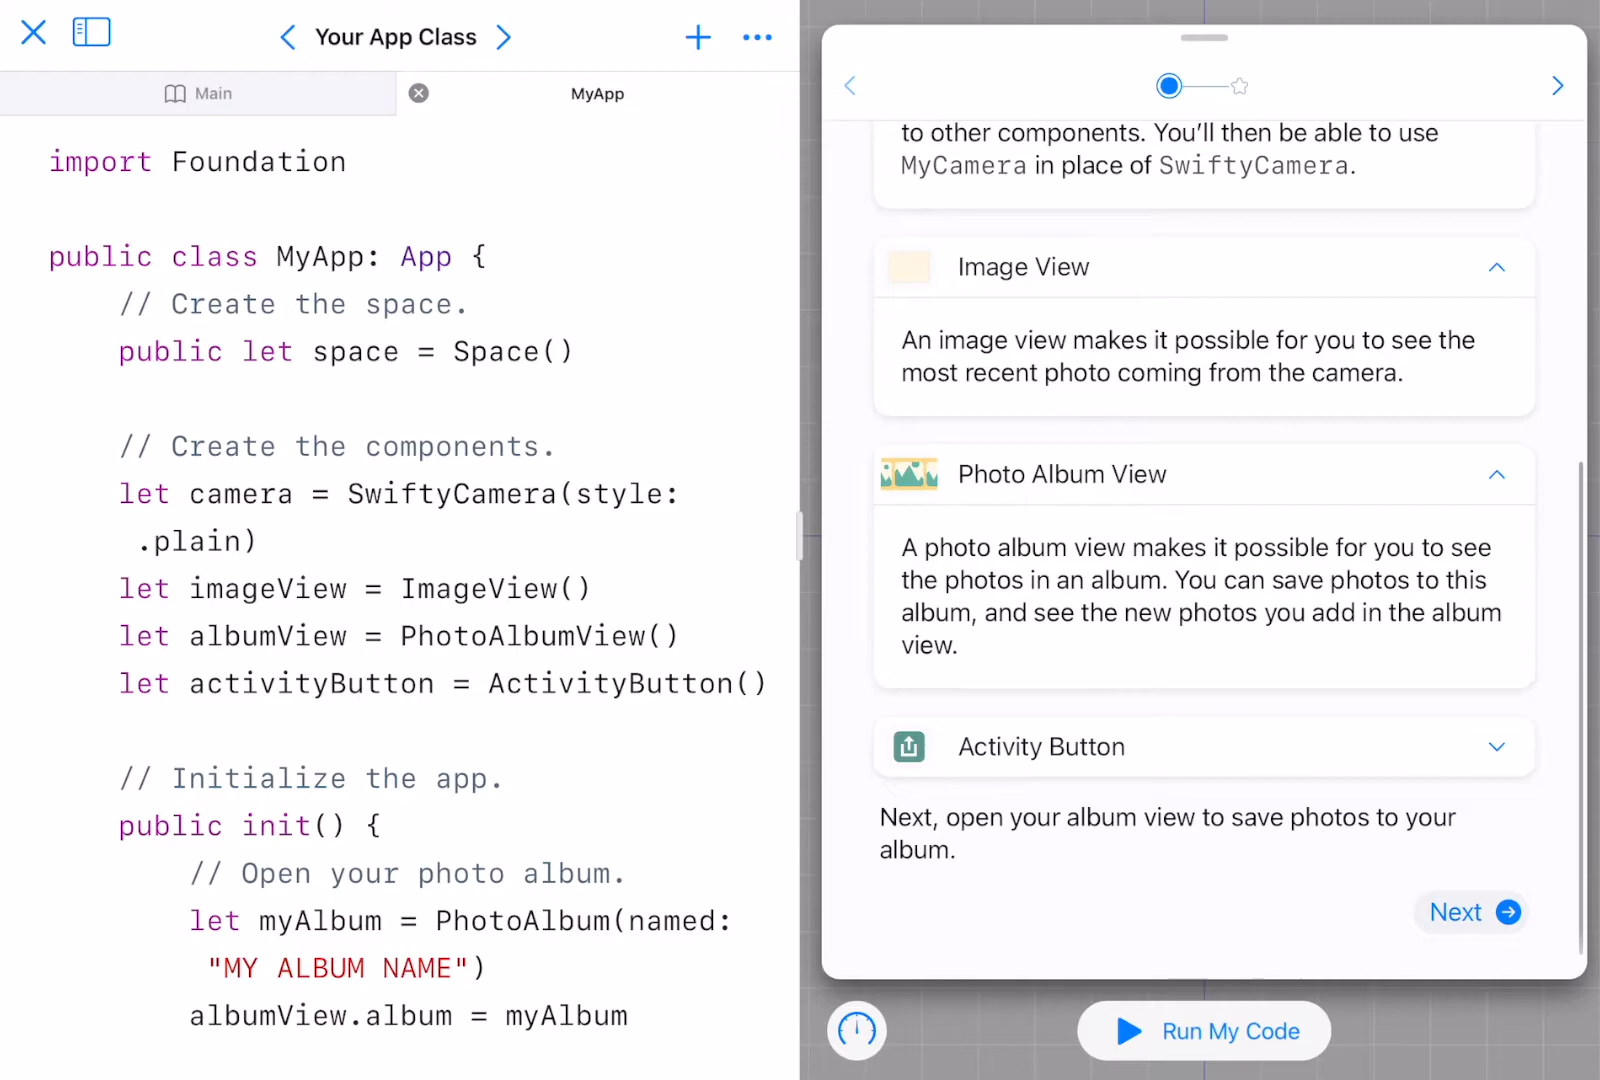 Your App Class
Main
MyApp
import Foundation
public class MyApp: App {
// Create the space.
public let space = Space()
// Create the components.
let camera = SwiftyCamera(style:
.plain)
let imageView = ImageView()
let albumView = PhotoAlbumView()
let activityButton = ActivityButton()
// Initialize the app.
public init() {
// Open your photo album.
let myAlbum = PhotoAlbum(named:
"MY ALBUM NAME")
albumView.album = myAlbum
to other components. You’ll then be able to use
MyCamera in place of SwiftyCamera.
Image View
An image view makes it possible for you to see the
most recent photo coming from the camera.
Photo Album View
A photo album view makes it possible for you to see
the photos in an album. You can save photos to this
album, and see the new photos you add in the album
view.
Activity Button
Next, open your album view to save photos to your
album.
Next
Run My Code